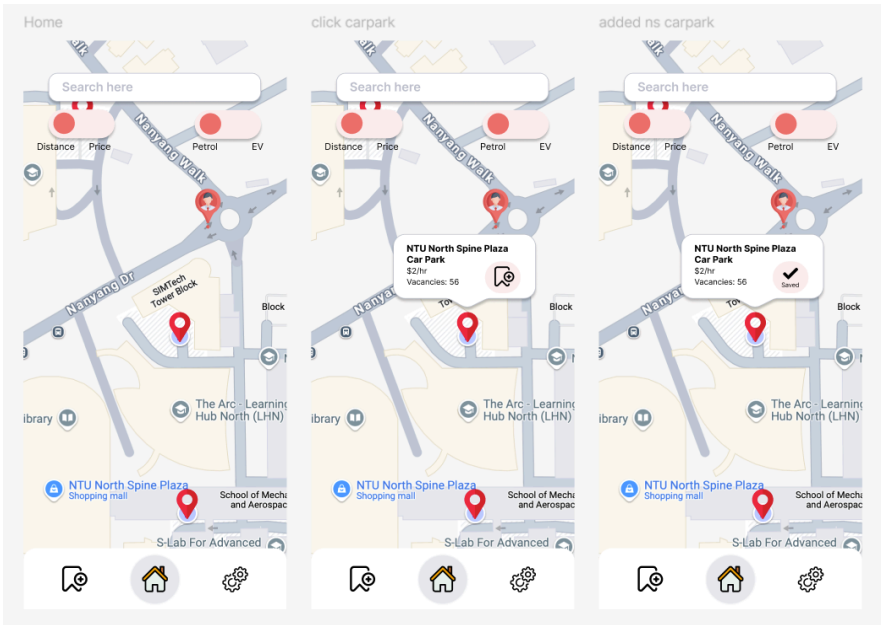 Home
Search here
Distance Price
Petrol EV
Nanyang Walk
Nanyang Dr
SIMTech
Tower Block
Block
The Arc - Learning
Hub North (LHN)
ibrary
NTU North Spine Plaza
Shopping mall
School of Mecha
and Aerospac
S-Lab For Advanced
click carpark
Search here
Distance Price
Petrol EV
Nanyang Walk
NTU North Spine Plaza
Car Park
$2/hr
Vacancies: 56
Nanya
Tow
Block
N
The Arc - Learning
Hub North (LHN)
ibrary
NTU North Spine Plaza
Shopping mall
School of Mecha
and Aerospac
S-Lab For Advanced
added ns carpark
Search here
Distance Price
Petrol EV
Nanyang Walk
NTU North Spine Plaza
Car Park
$2/hr
Vacancies: 56
Saved
Nanya
Block
The Arc - Learning
Hub North (LHN)
ibrary
NTU North Spine Plaza
Shopping mall
School of Mecha
and Aerospac
S-Lab For Advanced